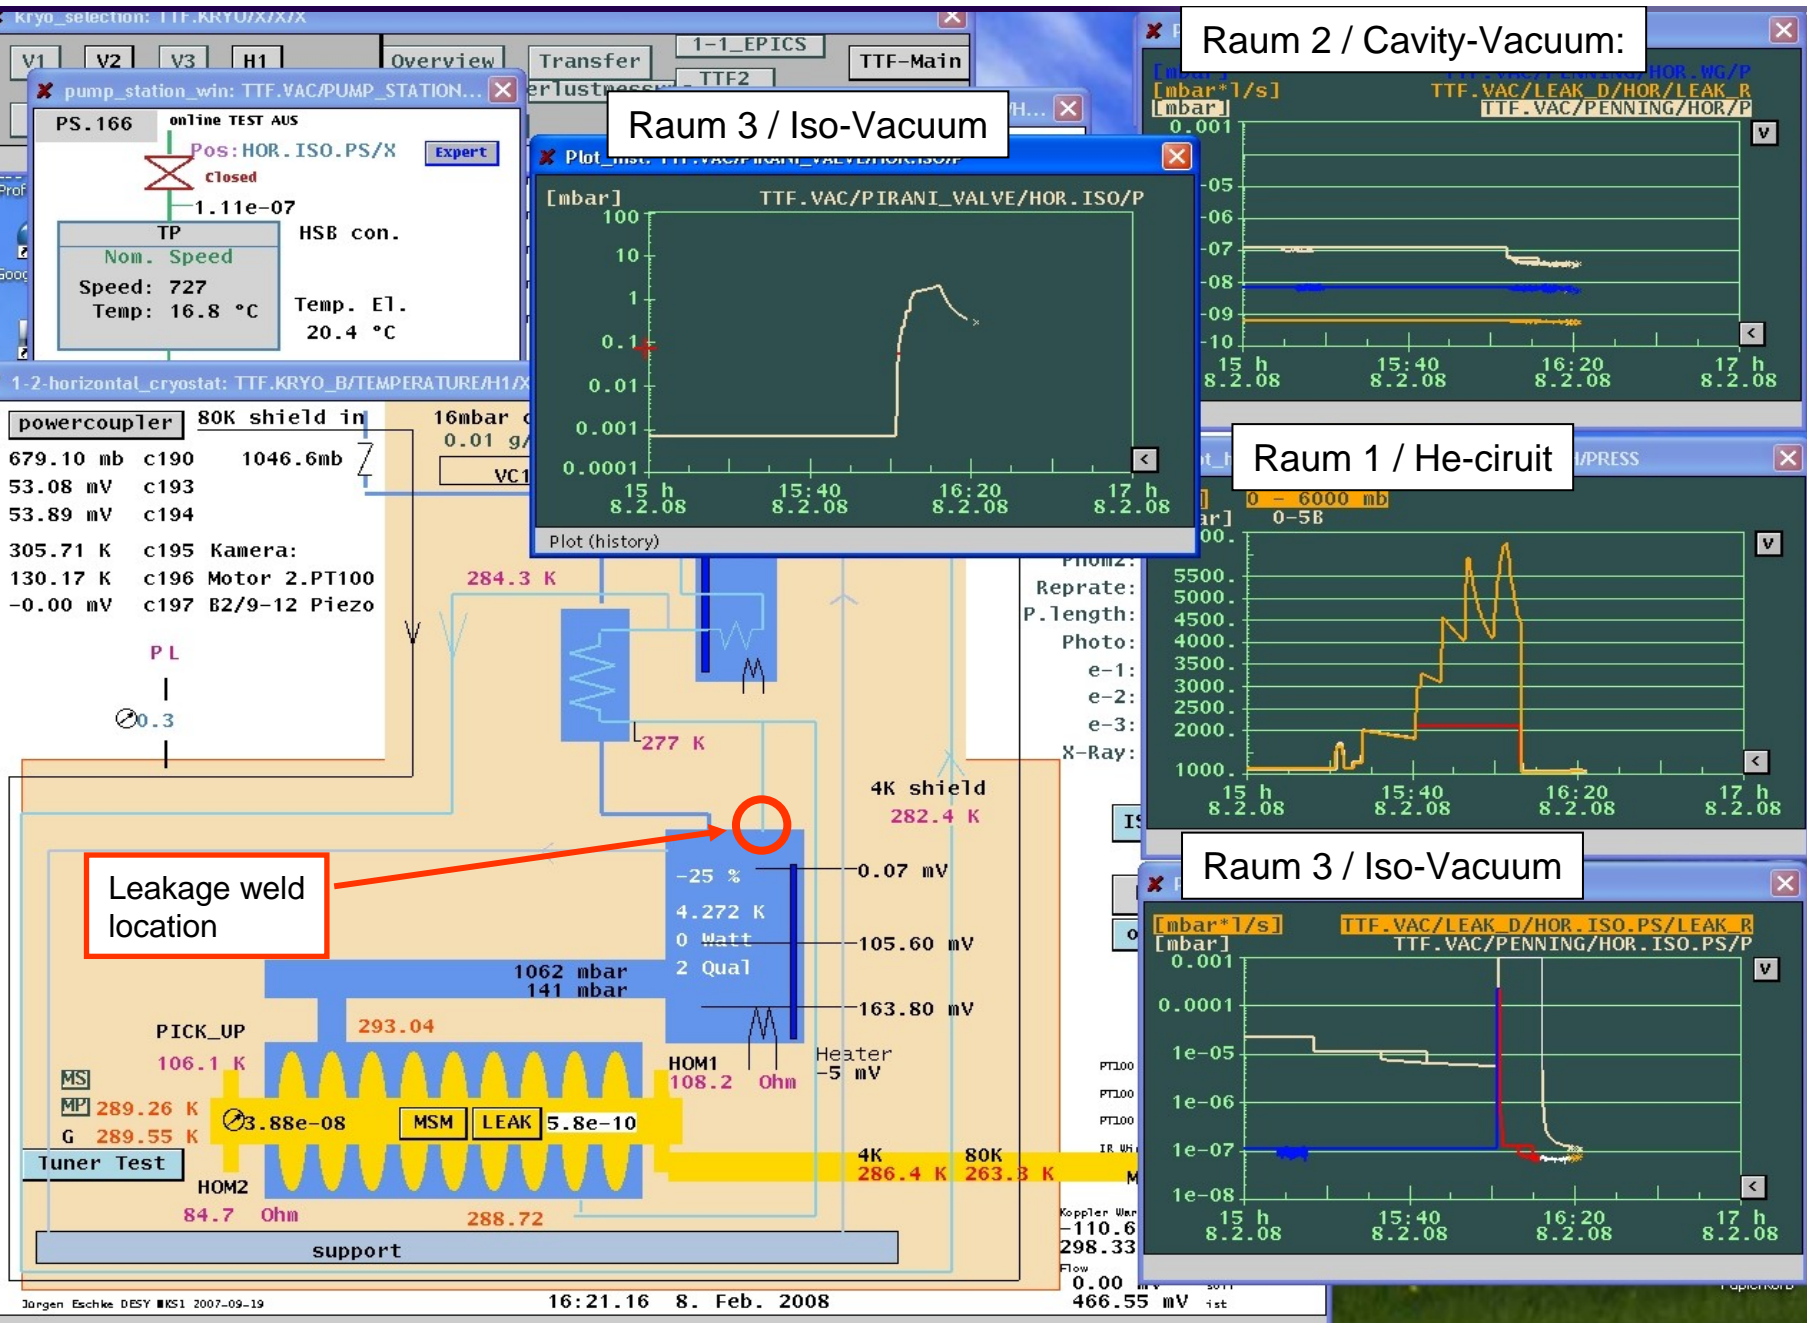 kryo_selection: TTF.KRYO/X/X/X
V1 V2 V3 H1
Overview Transfer 1-1_EPICS TTF2 TTF-Main
pump_station_win: TTF.VAC/PUMP_STATION...
PS.166 online TEST AUS
Pos:HOR.ISO.PS/X Expert
Closed
1.11e-07
TP HSB con.
Nom. Speed
Speed: 727
Temp: 16.8 °C
Temp. El.
20.4 °C
Raum 3 / Iso-Vacuum
[mbar] TTF.VAC/PIRANI_VALVE/HOR.ISO/P
100
10
1
0.1
0.01
0.001
0.0001
15 h 15:40 16:20 17 h
8.2.08 8.2.08 8.2.08 8.2.08
Plot (history)
Raum 2 / Cavity-Vacuum:
[mbar*l/s] TTF.VAC/LEAK_D/HOR/LEAK_R
[mbar] TTF.VAC/PENNING/HOR/P
0.001
-05
-06
-07
-08
-09
-10
15 h 15:40 16:20 17 h
8.2.08 8.2.08 8.2.08 8.2.08
V
<
Raum 1 / He-ciruit
/PRESS
0 - 6000 mb
0-5B
5500.
5000.
4500.
4000.
3500.
3000.
2500.
2000.
1000.
15 h 15:40 16:20 17 h
8.2.08 8.2.08 8.2.08 8.2.08
V
<
Raum 3 / Iso-Vacuum
[mbar*l/s] TTF.VAC/LEAK_D/HOR.ISO.PS/LEAK_R
[mbar] TTF.VAC/PENNING/HOR.ISO.PS/P
0.001
0.0001
1e-05
1e-06
1e-07
1e-08
15 h 15:40 16:20 17 h
8.2.08 8.2.08 8.2.08 8.2.08
V
<
1-2-horizontal_cryostat: TTF.KRYO_B/TEMPERATURE/H1/X
powercoupler 80K shield in
679.10 mb c190 1046.6mb
53.08 mV c193
53.89 mV c194
305.71 K c195 Kamera:
130.17 K c196 Motor 2.PT100
-0.00 mV c197 B2/9-12 Piezo
PL
0.3
16mbar
0.01 g/
VC1
284.3 K
277 K
Reprate:
P.length:
Photo:
e-1:
e-2:
e-3:
X-Ray:
4K shield
282.4 K
Leakage weld
location
-25 % 0.07 mV
4.272 K
0 Watt 105.60 mV
2 Qual
163.80 mV
1062 mbar
141 mbar
Heater
-5 mV
PICK_UP 293.04
106.1 K
HOM1
108.2 Ohm
MS
MP 289.26 K
G 289.55 K
3.88e-08 MSM LEAK 5.8e-10
Tuner Test
HOM2
84.7 Ohm
288.72
4K 80K
286.4 K 263.3 K
support
PT100
PT100
PT100
-110.6
298.33
Flow
0.00
466.55 mV ist
Jürgen Eschke DESY MKS1 2007-09-19
16:21.16 8. Feb. 2008